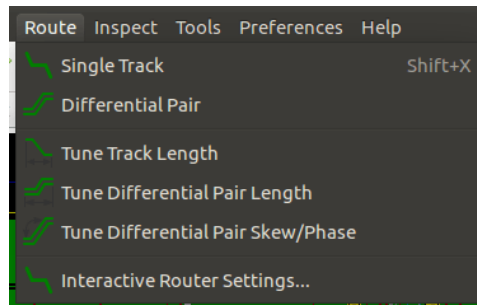 Route Inspect Tools Preferences Help
Single Track Shift+X
Differential Pair
Tune Track Length
Tune Differential Pair Length
Tune Differential Pair Skew/Phase
Interactive Router Settings...